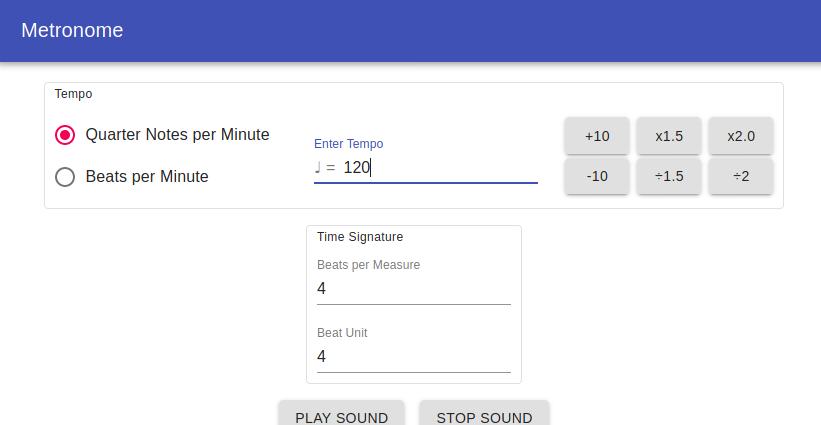 Metronome
Tempo
Quarter Notes per Minute
Beats per Minute
Enter Tempo
♩ = 120
+10 x1.5 x2.0
-10 ÷1.5 ÷2
Time Signature
Beats per Measure
4
Beat Unit
4
PLAY SOUND STOP SOUND